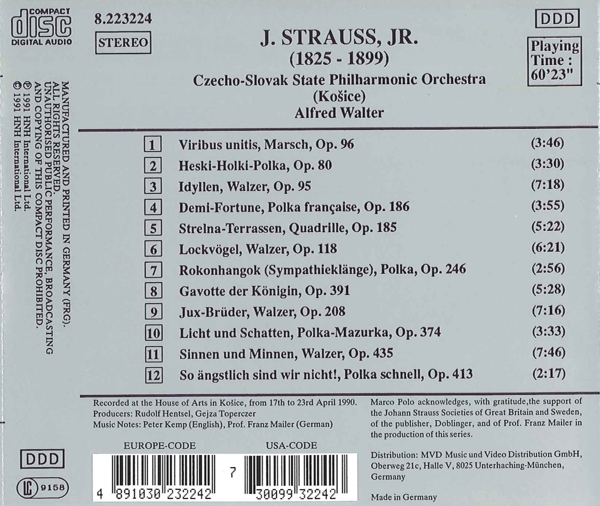 COMPACT
disc
DIGITAL AUDIO
8.223224
STEREO
J. STRAUSS, JR.
(1825 - 1899)
Czecho-Slovak State Philharmonic Orchestra
(Košice)
Alfred Walter
DDD
Playing
Time :
60'23"
1 Viribus unitis, Marsch, Op. 96 (3:46)
2 Heski-Holki-Polka, Op. 80 (3:30)
3 Idyllen, Walzer, Op. 95 (7:18)
4 Demi-Fortune, Polka française, Op. 186 (3:55)
5 Strelna-Terrassen, Quadrille, Op. 185 (5:22)
6 Lockvögel, Walzer, Op. 118 (6:21)
7 Rokonhangok (Sympathieklänge), Polka, Op. 246 (2:56)
8 Gavotte der Königin, Op. 391 (5:28)
9 Jux-Brüder, Walzer, Op. 208 (7:16)
10 Licht und Schatten, Polka-Mazurka, Op. 374 (3:33)
11 Sinnen und Minnen, Walzer, Op. 435 (7:46)
12 So ängstlich sind wir nicht!, Polka schnell, Op. 413 (2:17)
MANUFACTURED AND PRINTED IN GERMANY (FRG).
ALL RIGHTS RESERVED.
UNAUTHORISED PUBLIC PERFORMANCE, BROADCASTING
AND COPYING OF THIS COMPACT DISC PROHIBITED.
℗ 1991 HNH International Ltd.
© 1991 HNH International Ltd.
Recorded at the House of Arts in Košice, from 17th to 23rd April 1990.
Producers: Rudolf Hentsel, Gejza Toperczer
Music Notes: Peter Kemp (English), Prof. Franz Mailer (German)
Marco Polo acknowledges, with gratitude,the support of
the Johann Strauss Societies of Great Britain and Sweden,
of the publisher, Doblinger, and of Prof. Franz Mailer in
the production of this series.
Distribution: MVD Music und Video Distribution GmbH,
Oberweg 21c, Halle V, 8025 Unterhaching-München,
Germany
Made in Germany
EUROPE-CODE
USA-CODE
4 891030 232242
7 30099 32242
DDD
LC 9158